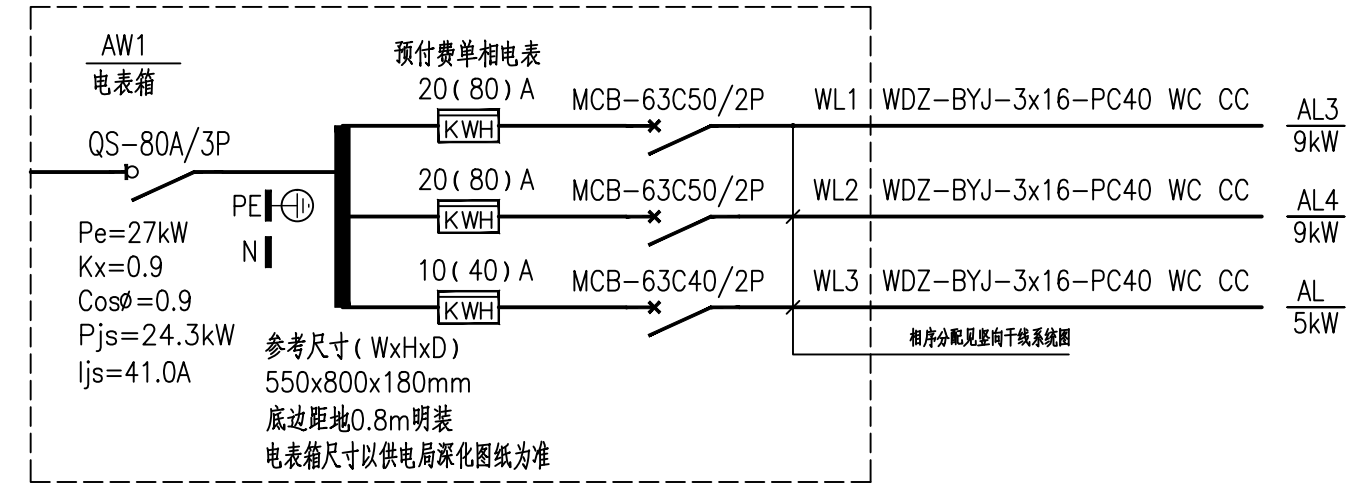 AW1
电表箱
预付费单相电表
20(80)A
MCB-63C50/2P
WL1
WDZ-BYJ-3x16-PC40 WC CC
AL3
9kW
KWH
QS-80A/3P
20(80)A
MCB-63C50/2P
WL2
WDZ-BYJ-3x16-PC40 WC CC
AL4
9kW
KWH
PE
N
Pe=27kW
Kx=0.9
CosØ=0.9
Pjs=24.3kW
Ijs=41.0A
10(40)A
MCB-63C40/2P
WL3
WDZ-BYJ-3x16-PC40 WC CC
AL
5kW
KWH
相序分配见竖向干线系统图
参考尺寸(WxHxD)
550x800x180mm
底边距地0.8m明装
电表箱尺寸以供电局深化图纸为准